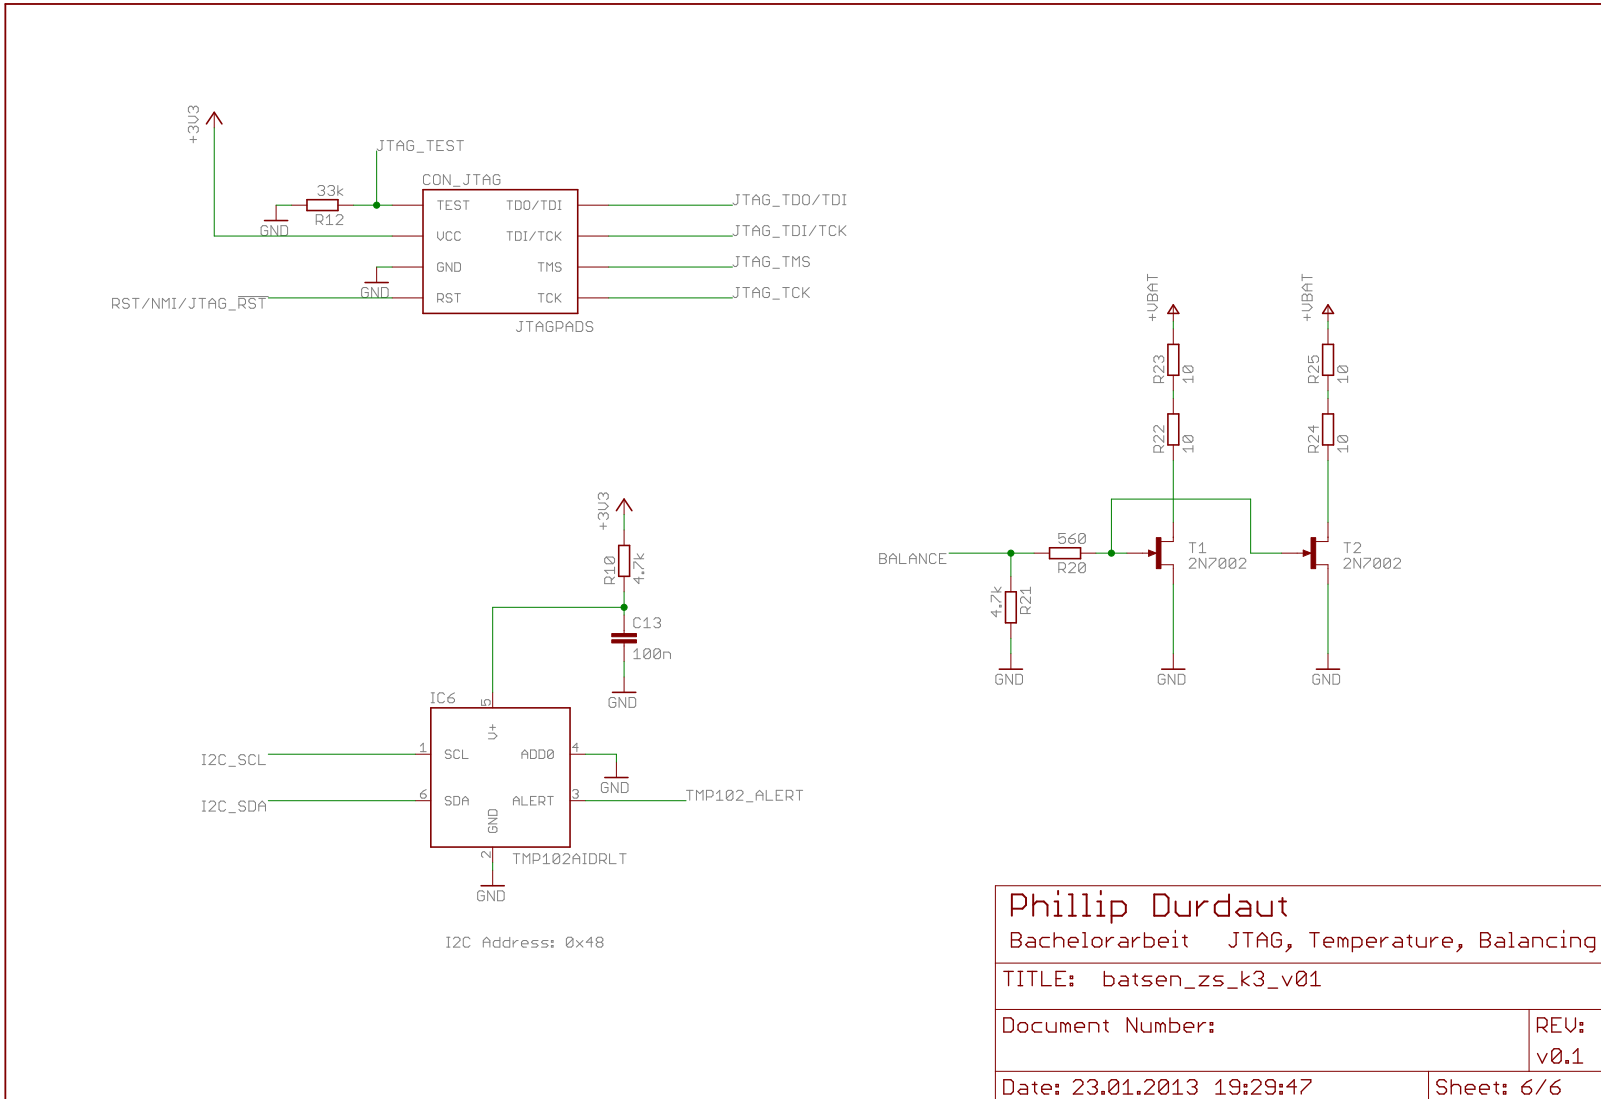 +3V3
JTAG_TEST
CON_JTAG
33k
R12
GND
TEST
VCC
GND
RST
TDO/TDI
TDI/TCK
TMS
TCK
JTAG_TDO/TDI
JTAG_TDI/TCK
JTAG_TMS
JTAG_TCK
GND
RST/NMI/JTAG_RST
JTAGPADS
+VBAT
R23
10
R22
10
+VBAT
R25
10
R24
10
BALANCE
560
R20
4.7k
R21
GND
T1
2N7002
GND
T2
2N7002
GND
+3V3
R10
4.7k
C13
100n
GND
IC6
5
V+
I2C_SCL
1
SCL
ADD0
4
GND
I2C_SDA
6
SDA
ALERT
3
TMP102_ALERT
GND
2
TMP102AIDRLT
GND
I2C Address: 0x48
Phillip Durdaut
Bachelorarbeit JTAG, Temperature, Balancing
TITLE: batsen_zs_k3_v01
Document Number:
REV:
v0.1
Date: 23.01.2013 19:29:47
Sheet: 6/6